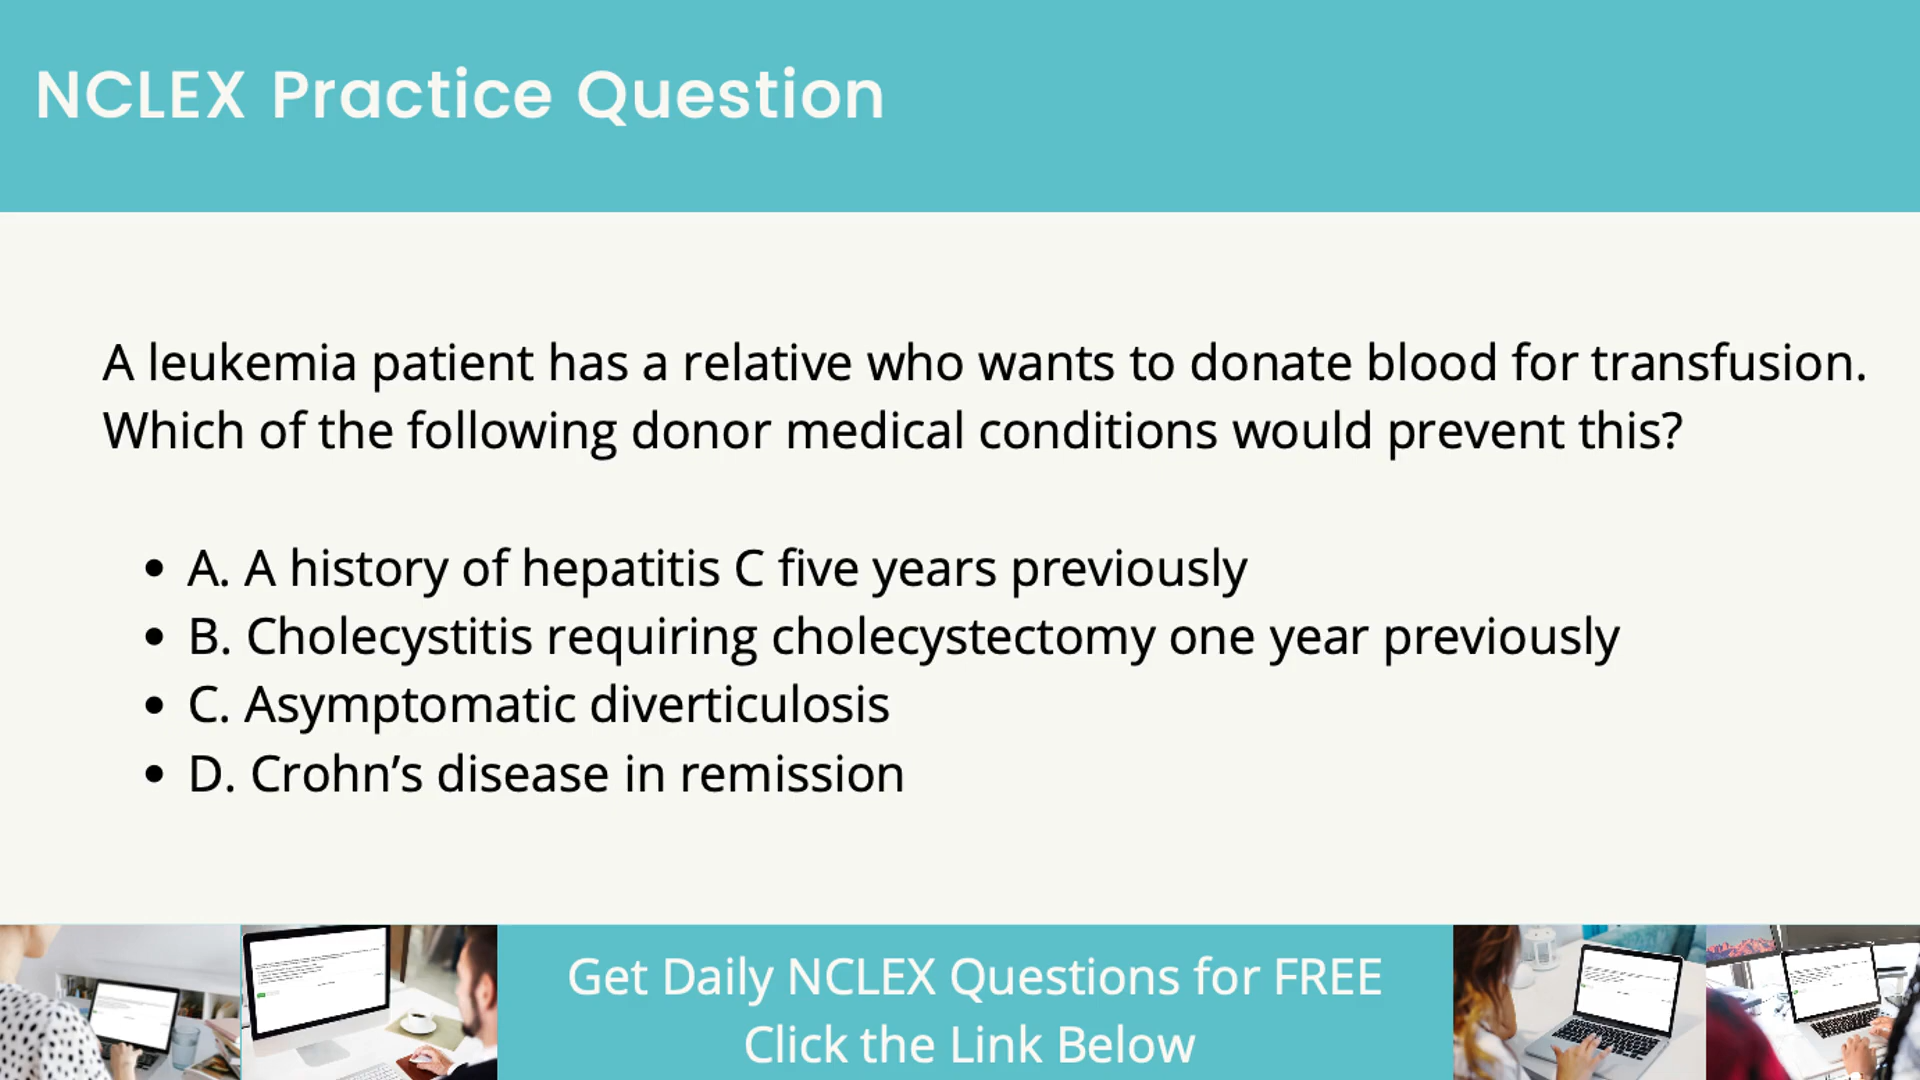 NCLEX Practice Question
A leukemia patient has a relative who wants to donate blood for transfusion.
Which of the following donor medical conditions would prevent this?
• A. A history of hepatitis C five years previously
• B. Cholecystitis requiring cholecystectomy one year previously
• C. Asymptomatic diverticulosis
• D. Crohn’s disease in remission
Get Daily NCLEX Questions for FREE
Click the Link Below